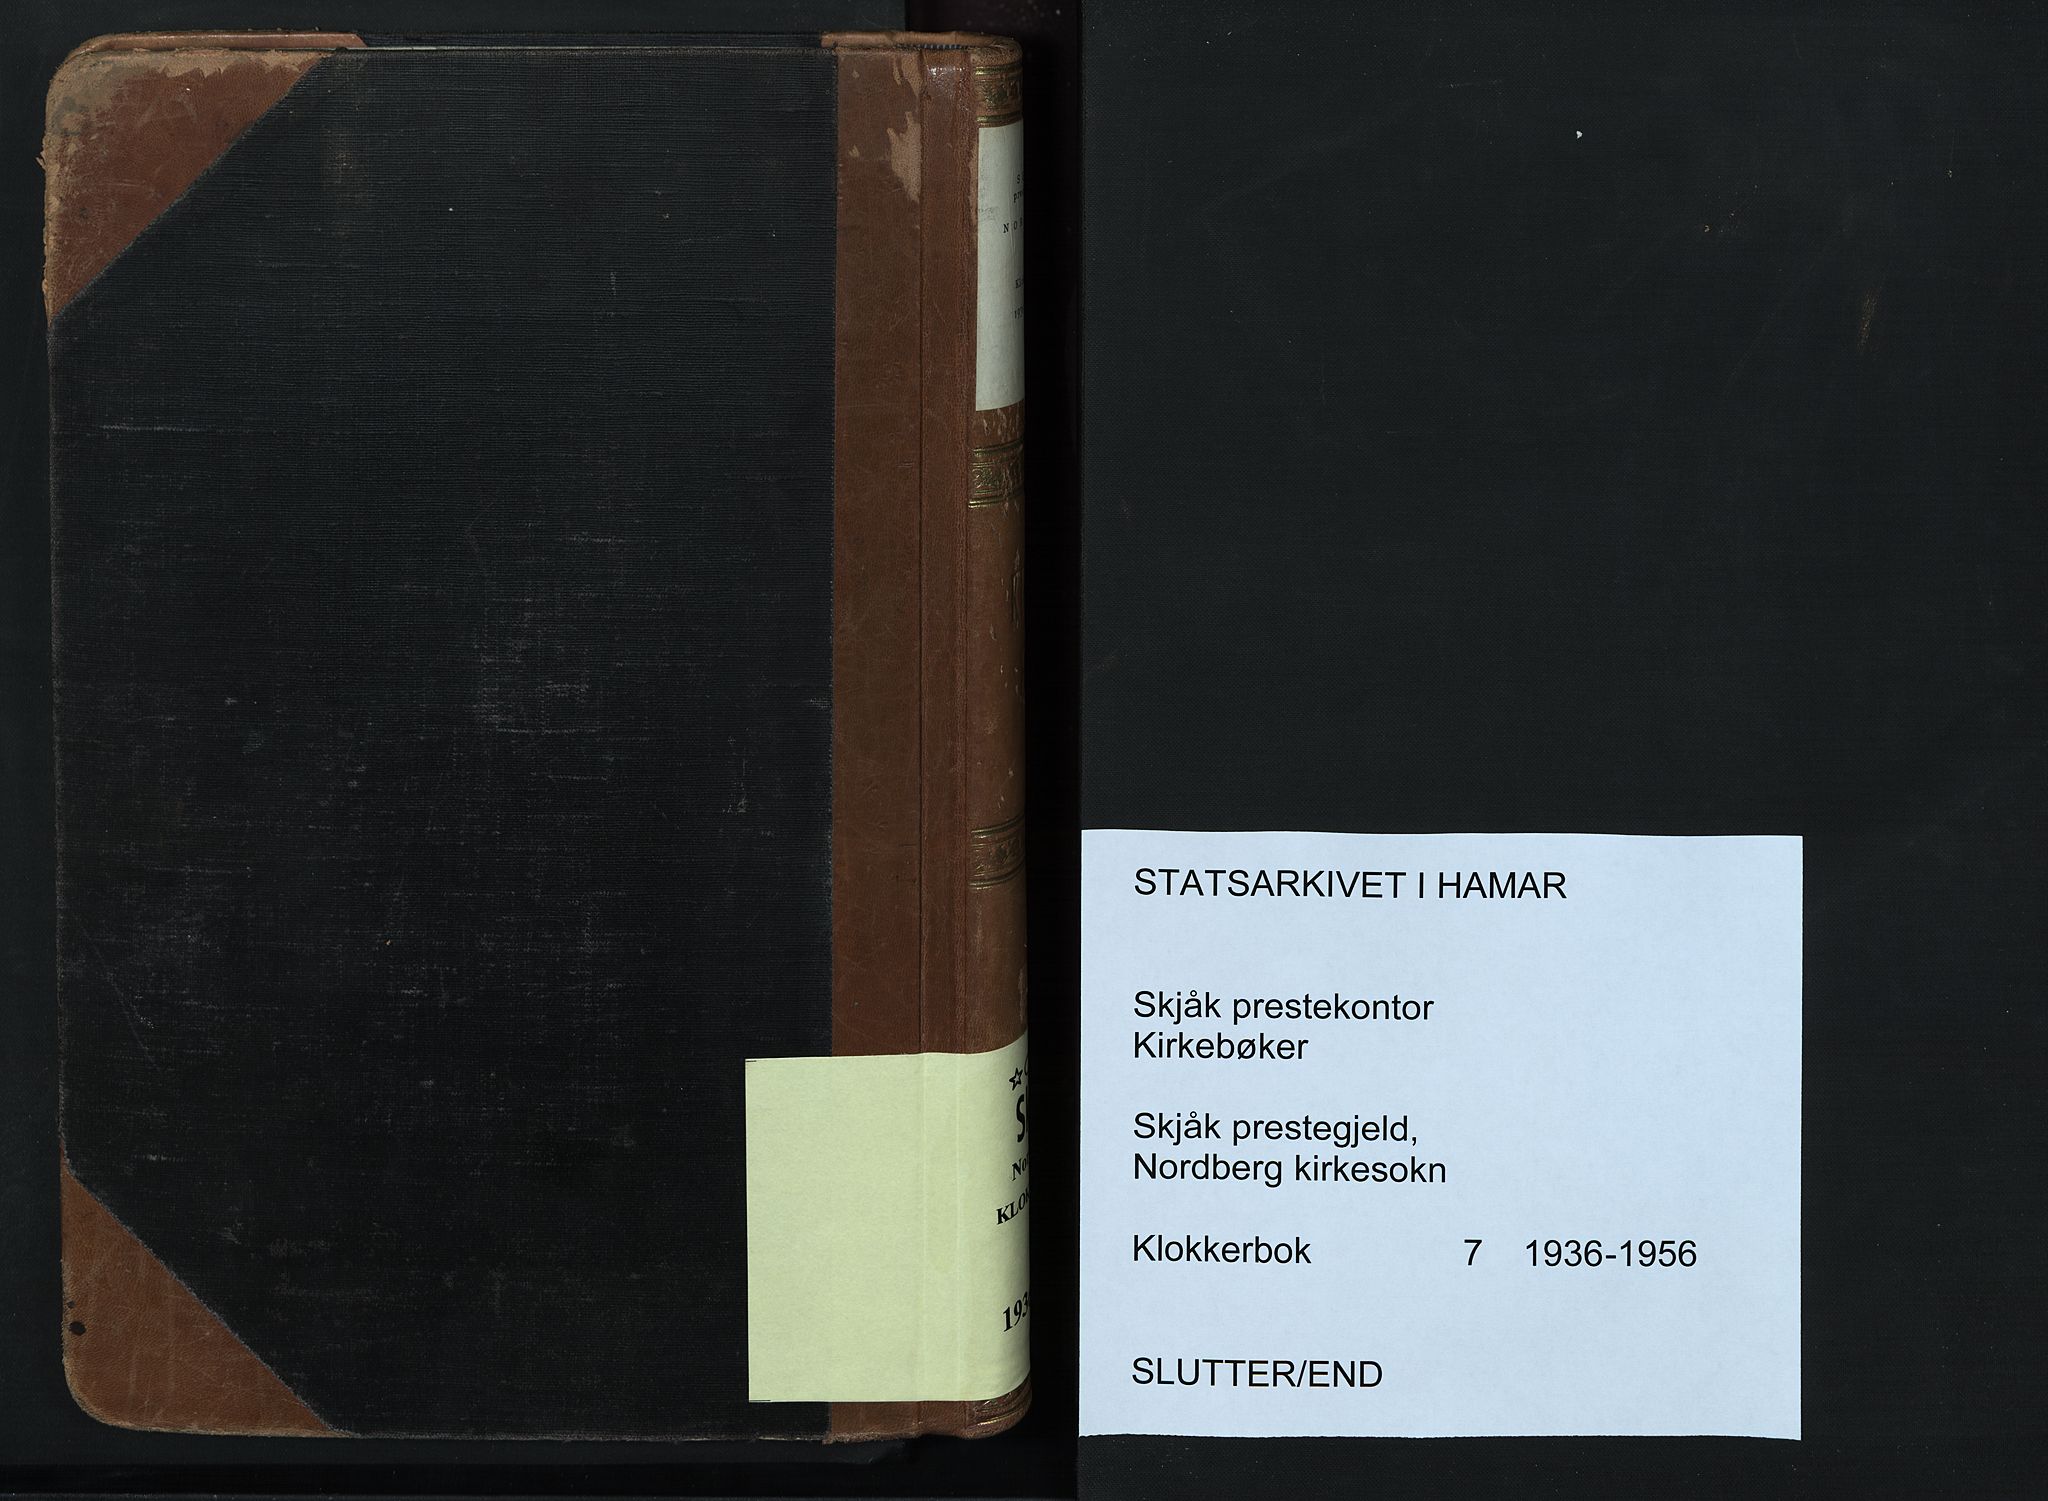 STATSARKIVET I HAMAR
Skjåk prestekontor
Kirkebøker
Skjåk prestegjeld,
Nordberg kirkesokn
Klokkerbok 7 1936-1956
SLUTTER/END